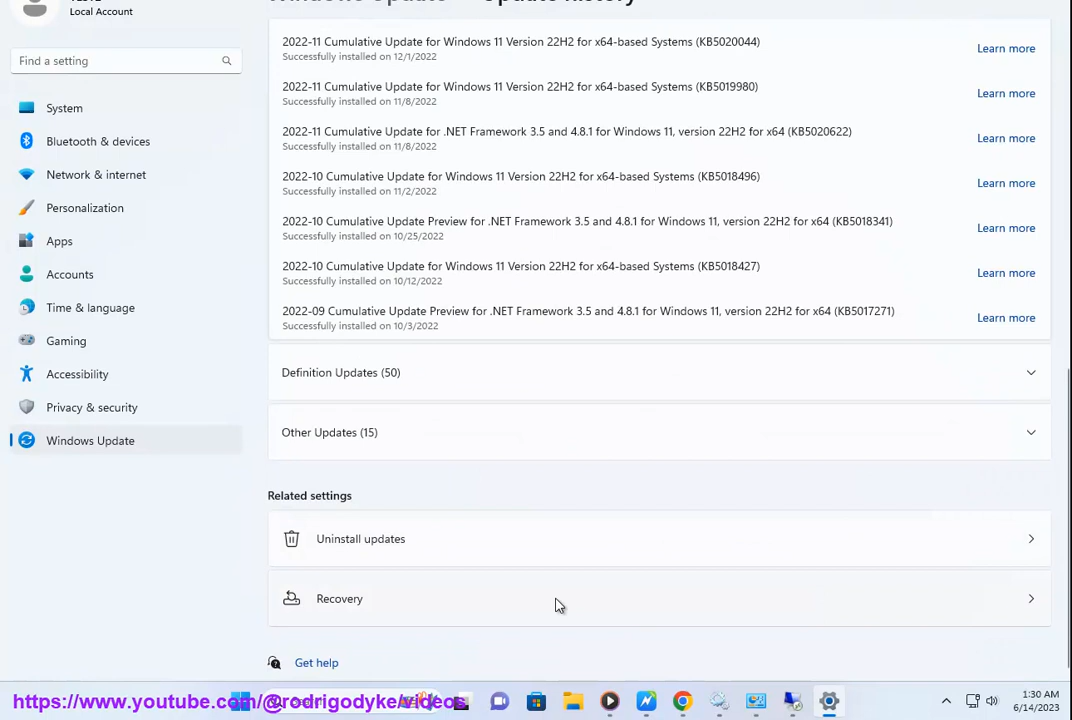 Local Account
Find a setting
System
Bluetooth & devices
Network & internet
Personalization
Apps
Accounts
Time & language
Gaming
Accessibility
Privacy & security
Windows Update
2022-11 Cumulative Update for Windows 11 Version 22H2 for x64-based Systems (KB5020044)
Successfully installed on 12/1/2022
Learn more
2022-11 Cumulative Update for Windows 11 Version 22H2 for x64-based Systems (KB5019980)
Successfully installed on 11/8/2022
Learn more
2022-11 Cumulative Update for .NET Framework 3.5 and 4.8.1 for Windows 11, version 22H2 for x64 (KB5020622)
Successfully installed on 11/8/2022
Learn more
2022-10 Cumulative Update for Windows 11 Version 22H2 for x64-based Systems (KB5018496)
Successfully installed on 11/2/2022
Learn more
2022-10 Cumulative Update Preview for .NET Framework 3.5 and 4.8.1 for Windows 11, version 22H2 for x64 (KB5018341)
Successfully installed on 10/25/2022
Learn more
2022-10 Cumulative Update for Windows 11 Version 22H2 for x64-based Systems (KB5018427)
Successfully installed on 10/12/2022
Learn more
2022-09 Cumulative Update Preview for .NET Framework 3.5 and 4.8.1 for Windows 11, version 22H2 for x64 (KB5017271)
Successfully installed on 10/3/2022
Learn more
Definition Updates (50)
Other Updates (15)
Related settings
Uninstall updates
Recovery
Get help
https://www.youtube.com/@rodrigodyke/videos
1:30 AM
6/14/2023